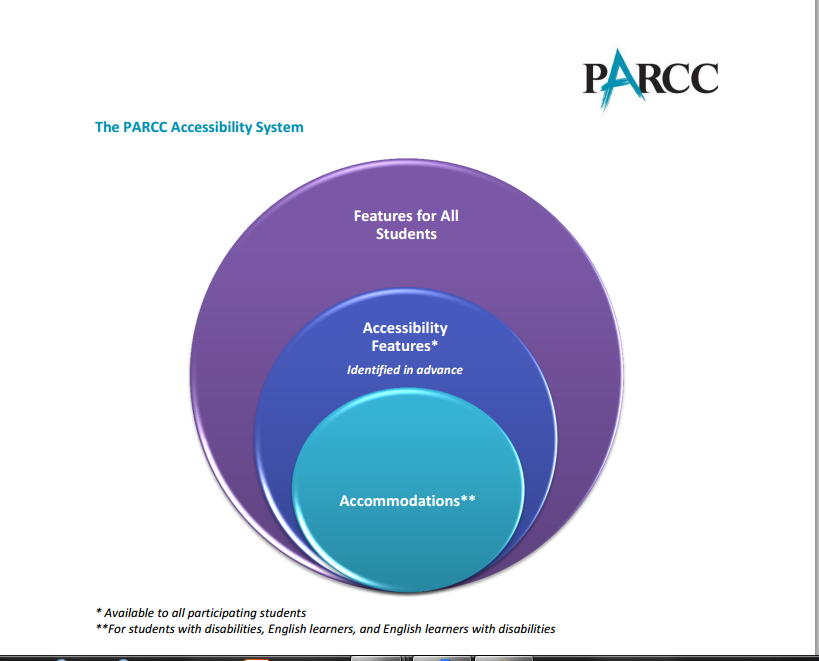 PARCC
The PARCC Accessibility System
Features for All
Students
Accessibility
Features*
Identified in advance
Accommodations**
* Available to all participating students
**For students with disabilities, English learners, and English learners with disabilities